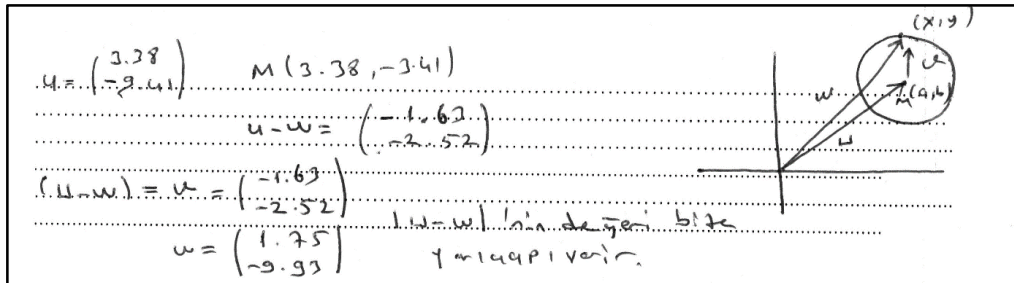 u = (3.38 -9.41) M (3.38, -3.41)
u - w = (-1.63 -2.52)
(u-w) = v = (-1.63 -2.52)
|u-w| 'nin değeri bize
w = (1.75 -9.93) yarıçapı verir.
(x,y)
v
M(a,b)
w
u